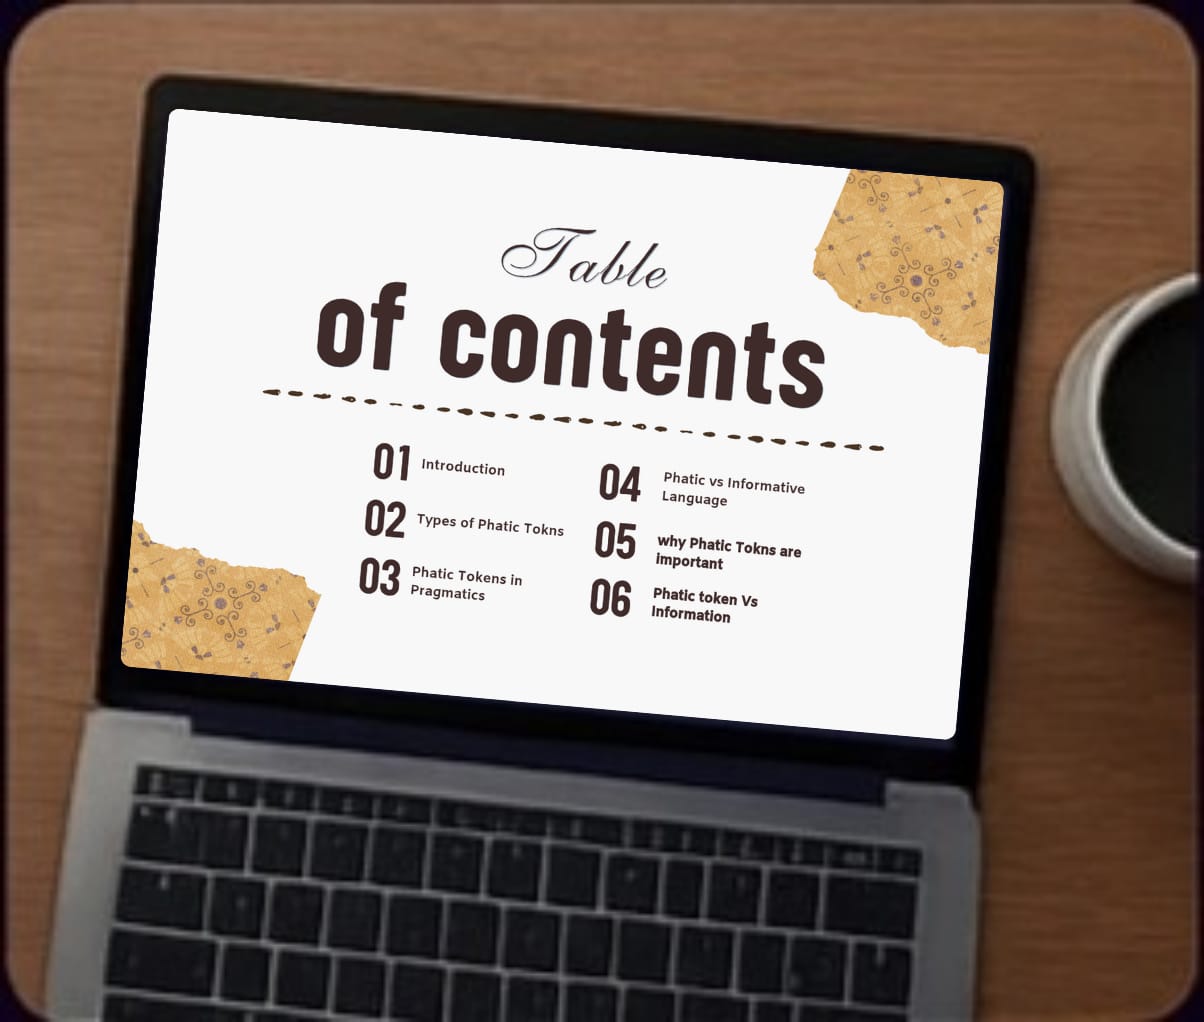 Table
of contents
01 Introduction
02 Types of Phatic Tokns
03 Phatic Tokens in
Pragmatics
04 Phatic vs Informative
Language
05 why Phatic Tokns are
important
06 Phatic token Vs
Information